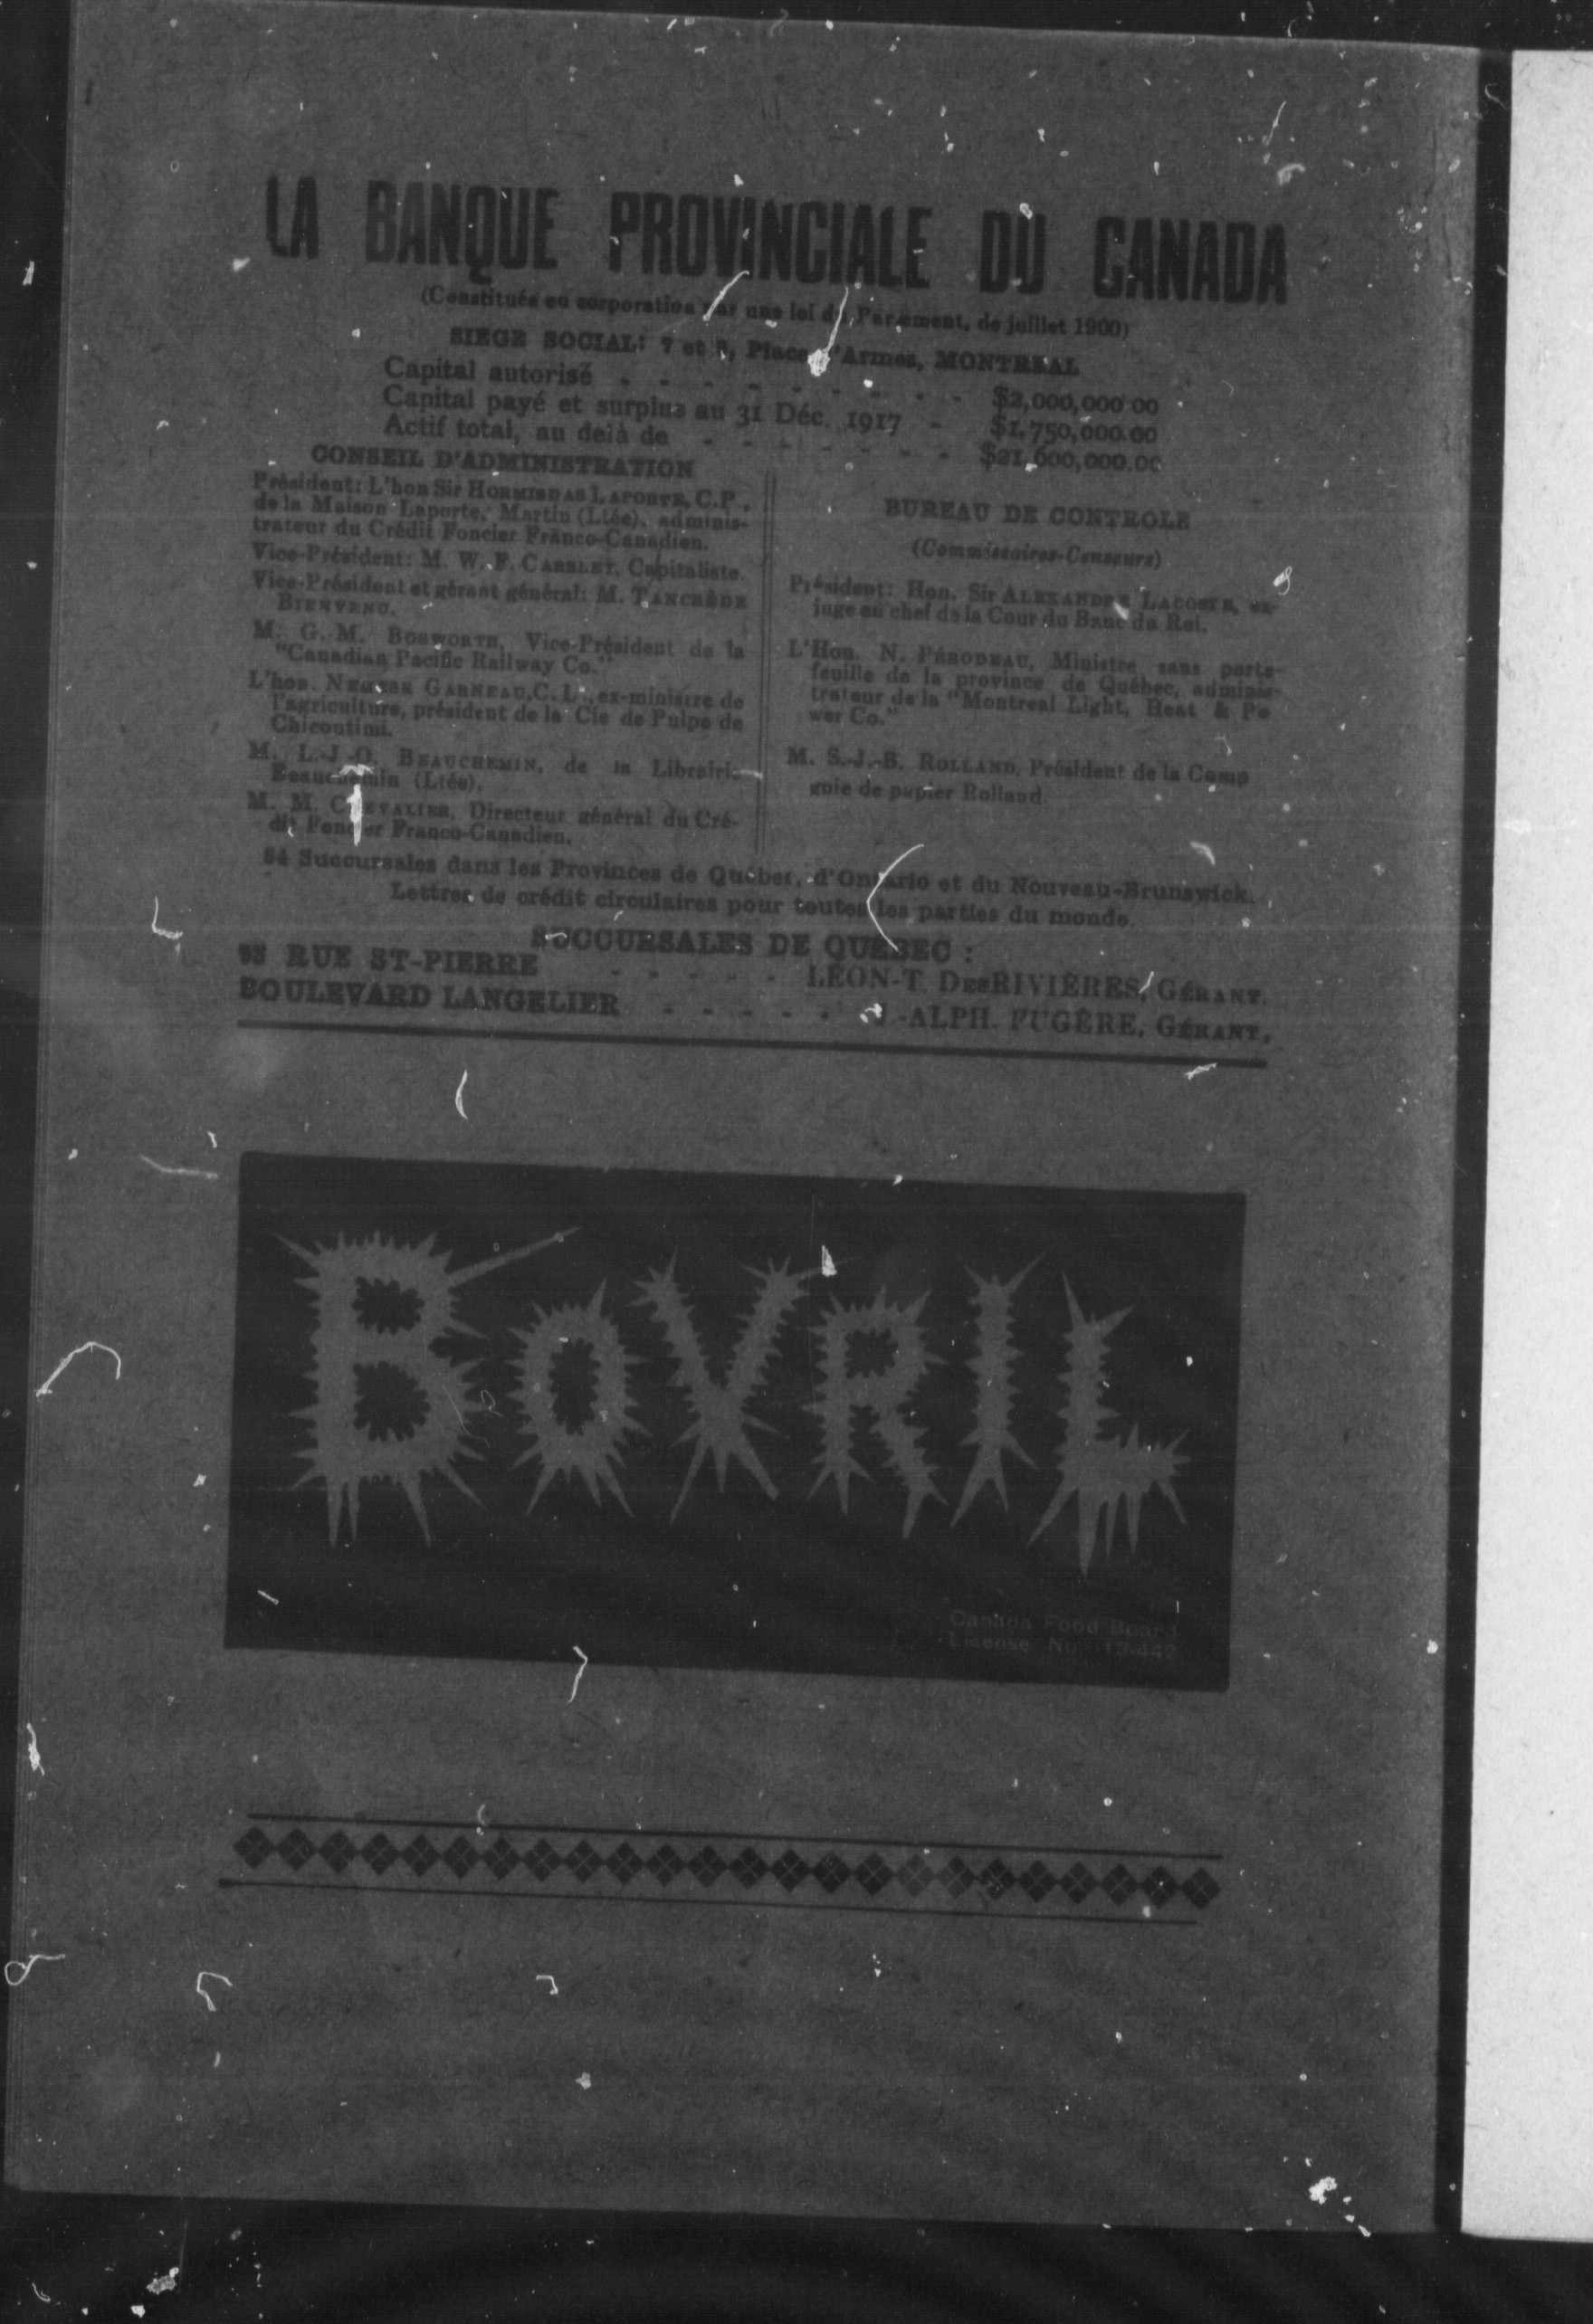 LA BANQUE PROVINCIALE DU CANADA
(Constituée en corporation par une loi du Parlement, de juillet 1900)
SIEGE SOCIAL: 7 et 9, Place d'Armes, MONTREAL
Capital autorisé - - - - - - - - - $2,000,000 00
Capital payé et surplus au 31 Déc. 1917 - $1,750,000.00
Actif total, au delà de - - - - - - - $21,600,000.00
CONSEIL D'ADMINISTRATION
Président: L'hon Sir HORMISDAS LAPORTE, C.P.,
de la Maison Laporte, Martin (Ltée), adminis-
trateur du Crédit Foncier Franco-Canadien.
Vice-Président: M. W.-F. CARSLEY, Capitaliste.
Vice-Président et gérant général: M. TANCRÈDE
BIENVENU.
M. G.-M. BOSWORTH, Vice-Président de la
"Canadian Pacific Railway Co."
L'hon. NEMESE GARNEAU, C. L., ex-ministre de
l'agriculture, président de la Cie de Pulpe de
Chicoutimi.
M. L.-J.-O. BEAUCHEMIN, de la Librairie
Beauchemin (Ltée).
M. M. CHEVALIER, Directeur général du Cré-
dit Foncier Franco-Canadien.
BUREAU DE CONTROLE
(Commissaires-Censeurs)
Président: Hon. Sir ALEXANDRE LACOSTE, ex-
juge en chef de la Cour du Banc du Roi.
L'Hon. N. PÉRODEAU, Ministre sans porte-
feuille de la province de Québec, adminis-
trateur de la "Montreal Light, Heat & Po
wer Co."
M. S.-J.-B. ROLLAND, Président de la Comp
gnie de papier Rolland.
Succursales dans les Provinces de Québec, d'Ontario et du Nouveau-Brunswick.
Lettres de crédit circulaires pour toutes les parties du monde.
SUCCURSALES DE QUEBEC :
RUE ST-PIERRE - - - - - LÉON-T. DESRIVIÈRES, GÉRANT.
BOULEVARD LANGELIER - - - - - -ALPH. FUGÈRE, GÉRANT,
BOVRIL
Canada Food Board
License No. 13-442